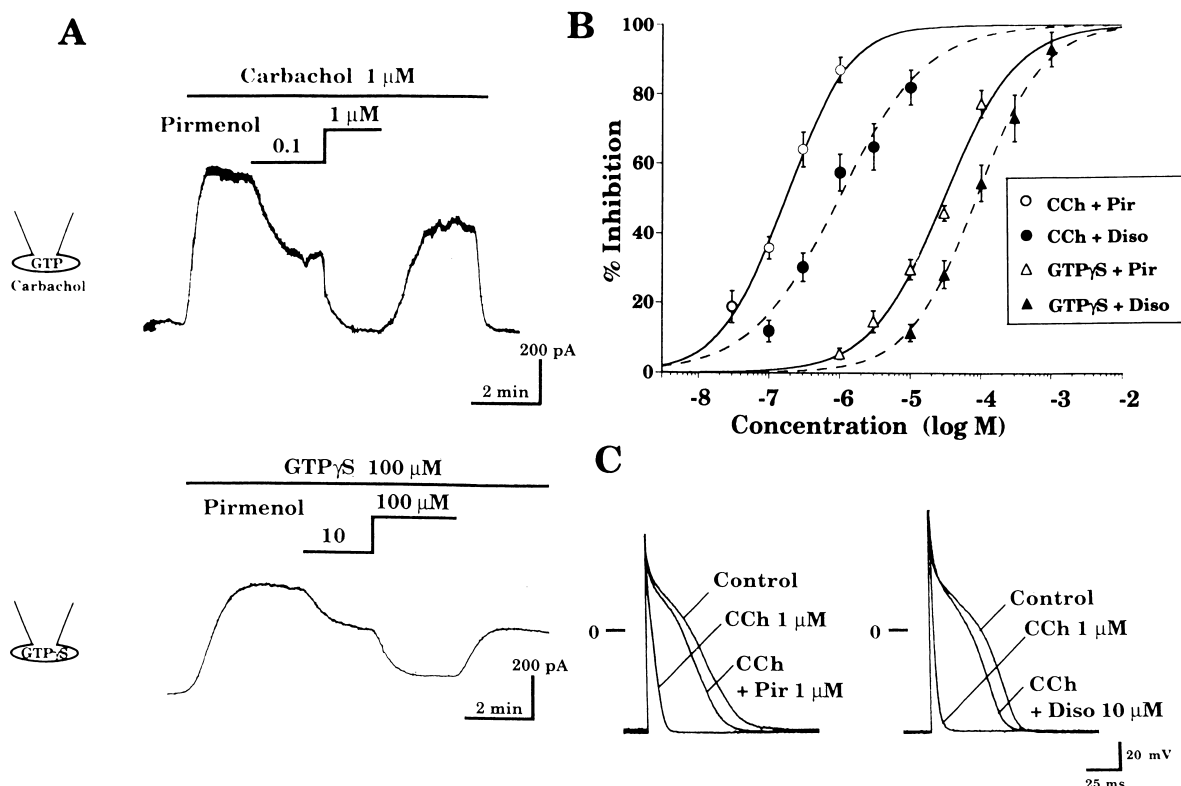 A
Carbachol 1 µM
Pirmenol
0.1
1 µM
GTP
Carbachol
200 pA
2 min
GTPγS 100 µM
Pirmenol
10
100 µM
GTPγS
200 pA
2 min
B
% Inhibition
100
80
60
40
20
0
-8 -7 -6 -5 -4 -3 -2
Concentration (log M)
CCh + Pir
CCh + Diso
GTPγS + Pir
GTPγS + Diso
C
0
Control
CCh 1 µM
CCh
+ Pir 1 µM
0
Control
CCh 1 µM
CCh
+ Diso 10 µM
20 mV
25 ms